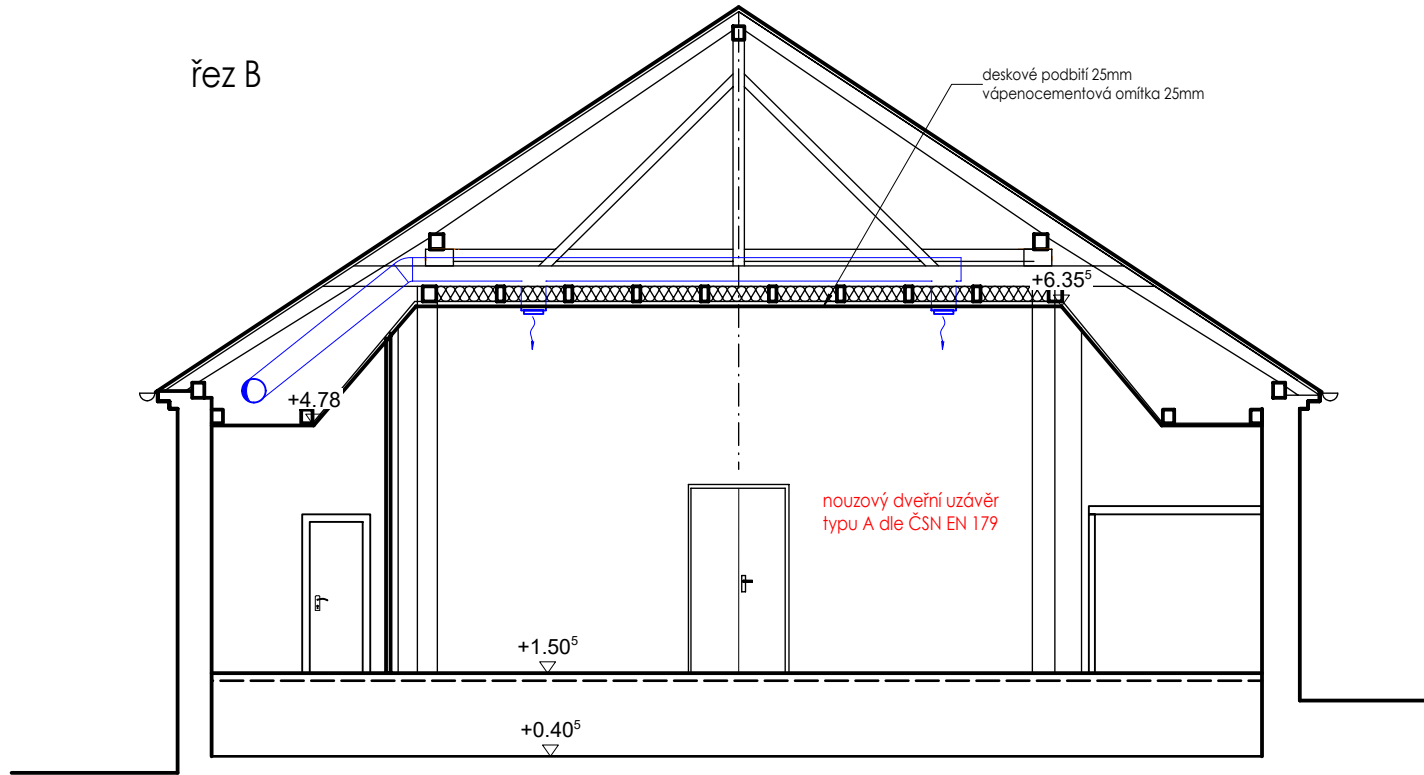 řez B
deskové podbití 25mm
vápenocementová omítka 25mm
+6.35⁵
+4.78
nouzový dveřní uzávěr
typu A dle ČSN EN 179
+1.50⁵
+0.40⁵